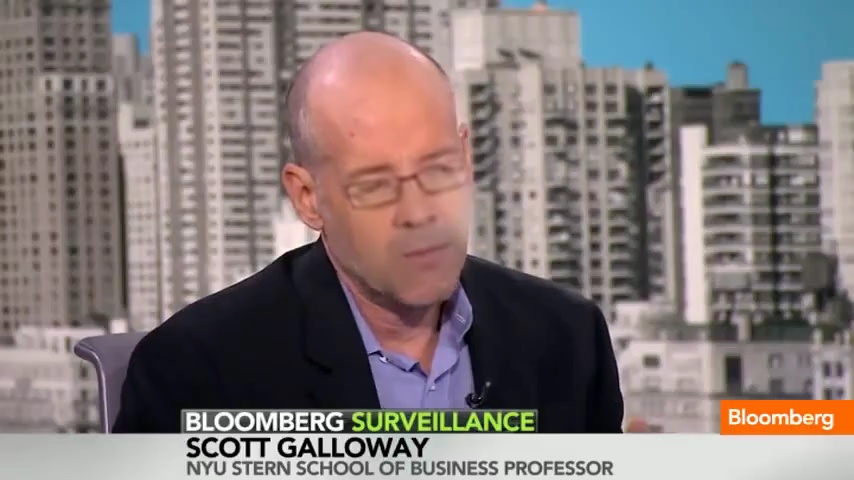 BLOOMBERG SURVEILLANCE
Bloomberg
SCOTT GALLOWAY
NYU STERN SCHOOL OF BUSINESS PROFESSOR